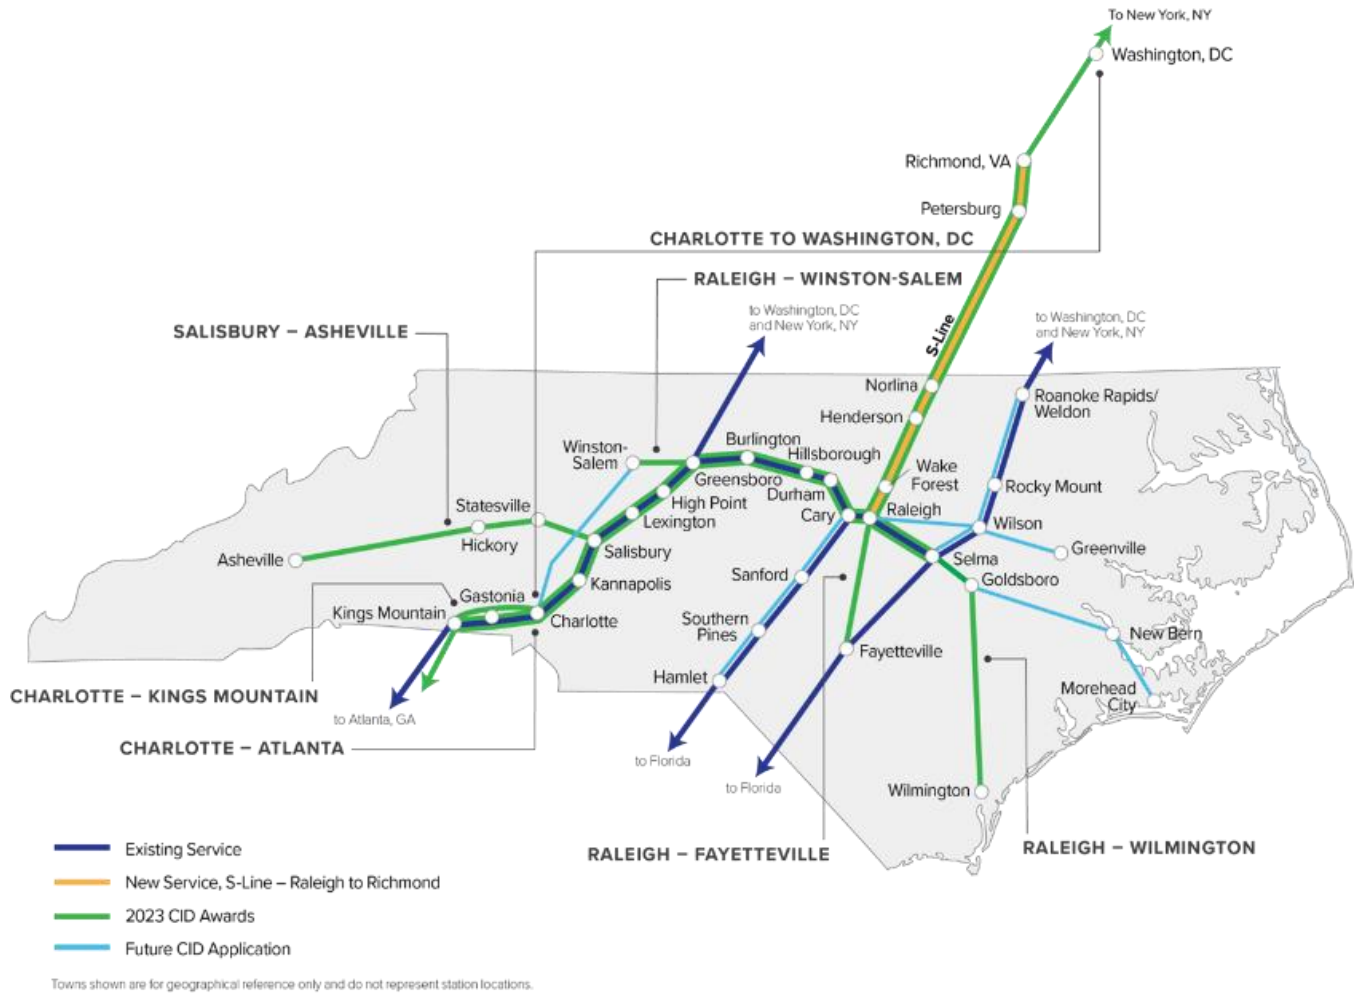 To New York, NY
Washington, DC
Richmond, VA
Petersburg
CHARLOTTE TO WASHINGTON, DC
RALEIGH – WINSTON-SALEM
to Washington, DC
and New York, NY
to Washington, DC
and New York, NY
SALISBURY – ASHEVILLE
S-Line
Norlina
Roanoke Rapids/
Weldon
Henderson
Winston-
Salem
Burlington
Hillsborough
Greensboro
Durham
Wake
Forest
High Point
Rocky Mount
Statesville
Lexington
Cary
Raleigh
Wilson
Hickory
Salisbury
Greenville
Asheville
Selma
Sanford
Goldsboro
Kannapolis
Gastonia
Kings Mountain
Charlotte
Southern
Pines
New Bern
Fayetteville
Hamlet
Morehead
City
CHARLOTTE – KINGS MOUNTAIN
to Atlanta, GA
CHARLOTTE – ATLANTA
to Florida
to Florida
Wilmington
RALEIGH – FAYETTEVILLE
RALEIGH – WILMINGTON
Existing Service
New Service, S-Line – Raleigh to Richmond
2023 CID Awards
Future CID Application
Towns shown are for geographical reference only and do not represent station locations.